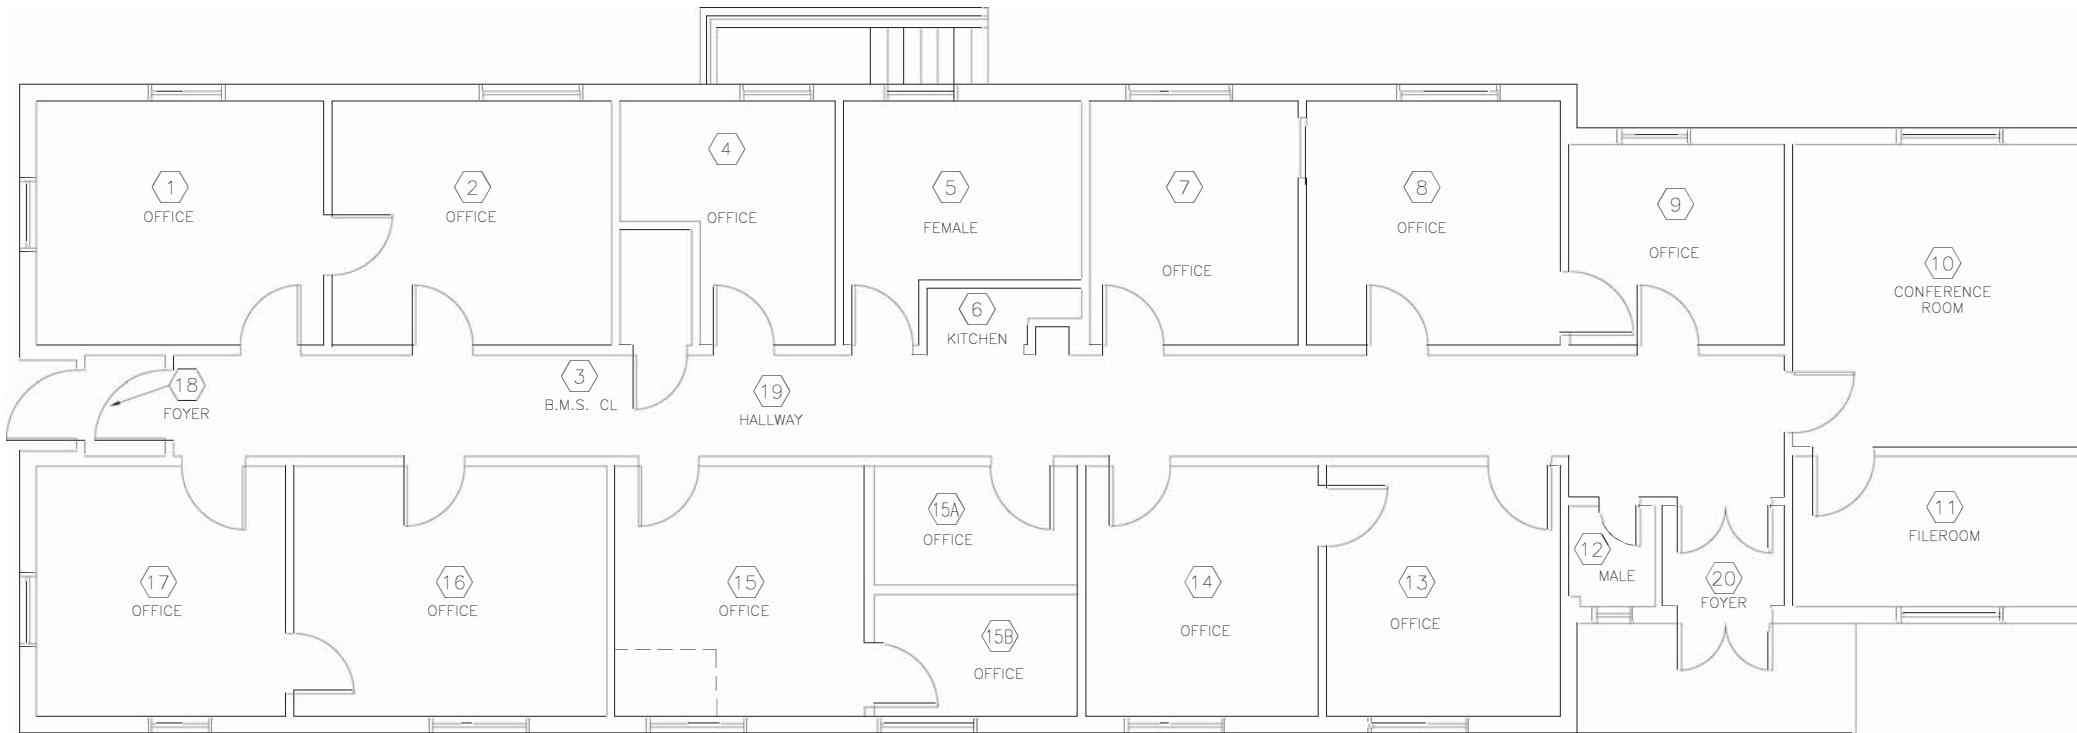 1
OFFICE
2
OFFICE
4
OFFICE
5
FEMALE
7
OFFICE
8
OFFICE
9
OFFICE
10
CONFERENCE
ROOM
6
KITCHEN
18
FOYER
3
B.M.S. CL
19
HALLWAY
17
OFFICE
16
OFFICE
15
OFFICE
15A
OFFICE
15B
OFFICE
14
OFFICE
13
OFFICE
12
MALE
20
FOYER
11
FILEROOM